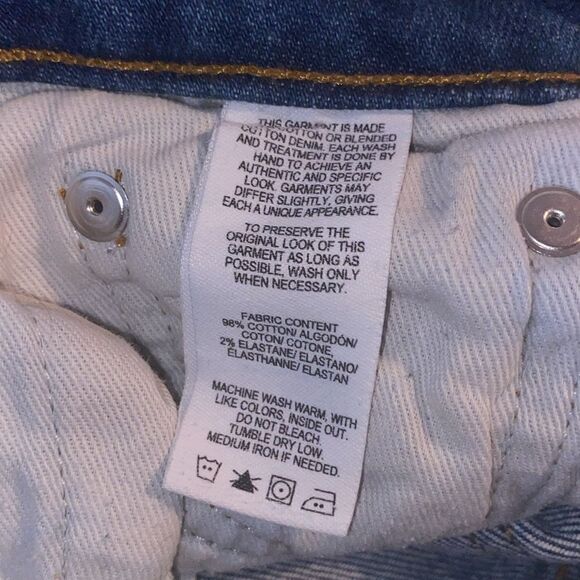 THIS GARMENT IS MADE
COTTON OR BLENDED
COTTON DENIM. EACH WASH
AND TREATMENT IS DONE BY
HAND TO ACHIEVE AN
AUTHENTIC AND SPECIFIC
LOOK. GARMENTS MAY
DIFFER SLIGHTLY, GIVING
EACH A UNIQUE APPEARANCE.
TO PRESERVE THE
ORIGINAL LOOK OF THIS
GARMENT AS LONG AS
POSSIBLE, WASH ONLY
WHEN NECESSARY.
FABRIC CONTENT
98% COTTON/ ALGODÓN/
COTON/ COTONE,
2% ELASTANE/ ELASTANO/
ELASTHANNE/ ELASTAN
MACHINE WASH WARM, WITH
LIKE COLORS, INSIDE OUT.
DO NOT BLEACH.
TUMBLE DRY LOW.
MEDIUM IRON IF NEEDED.